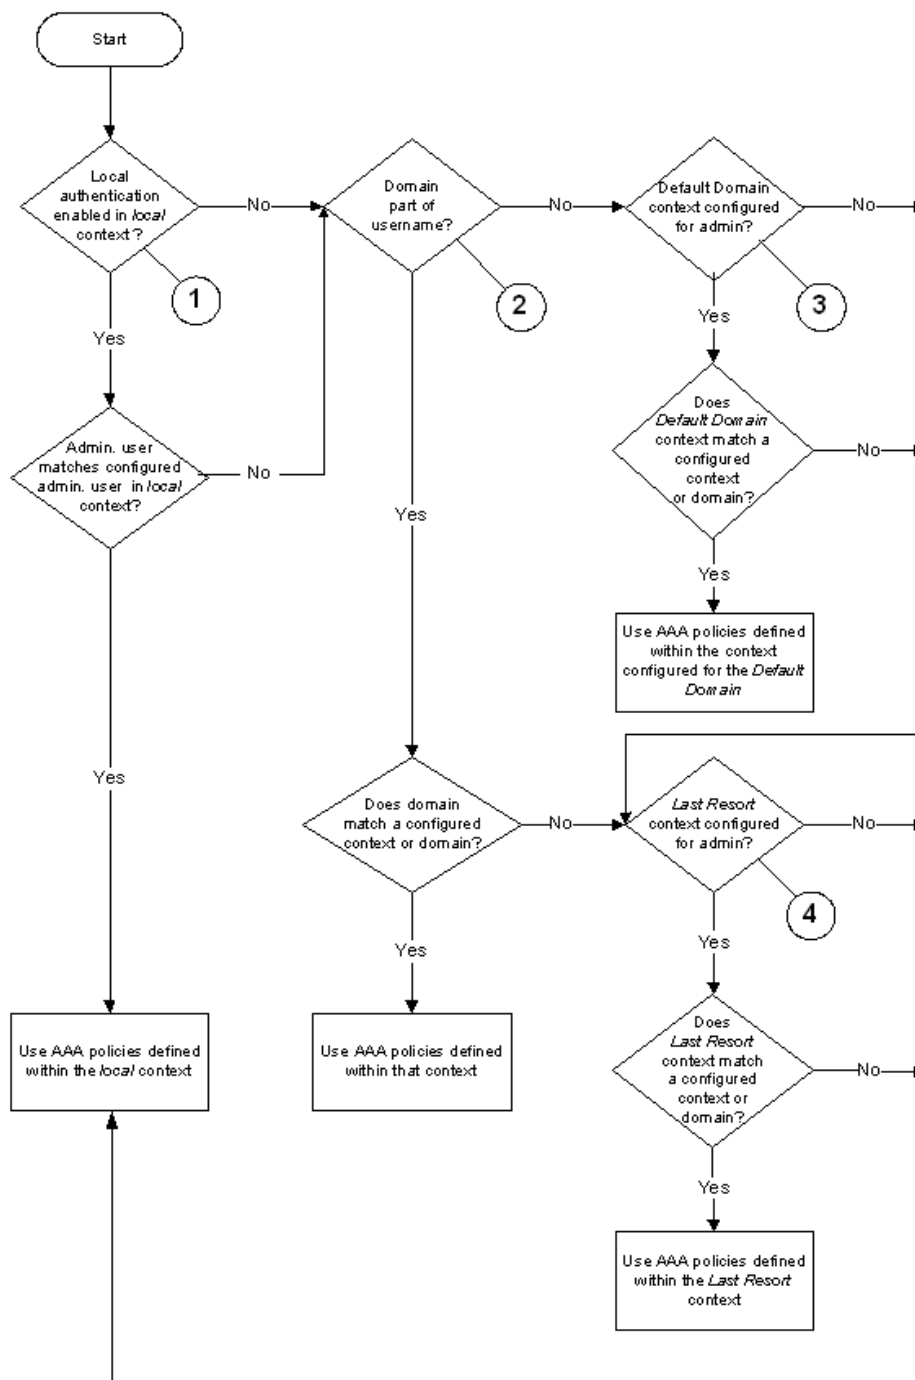 Start
Local
authentication
enabled in local
context?
No
Domain
part of
username?
No
Default Domain
context configured
for admin?
No
1
2
3
Yes
Yes
Admin. user
matches configured
admin. user in local
context?
No
Does
Default Domain
context match a
configured
context
or domain?
No
Yes
Yes
Use AAA policies defined
within the context
configured for the Default
Domain
Yes
Does domain
match a configured
context or domain?
No
Last Resort
context configured
for admin?
No
4
Yes
Yes
Use AAA policies defined
within the local context
Use AAA policies defined
within that context
Does
Last Resort
context match
a configured
context or
domain?
No
Yes
Use AAA policies defined
within the Last Resort
context